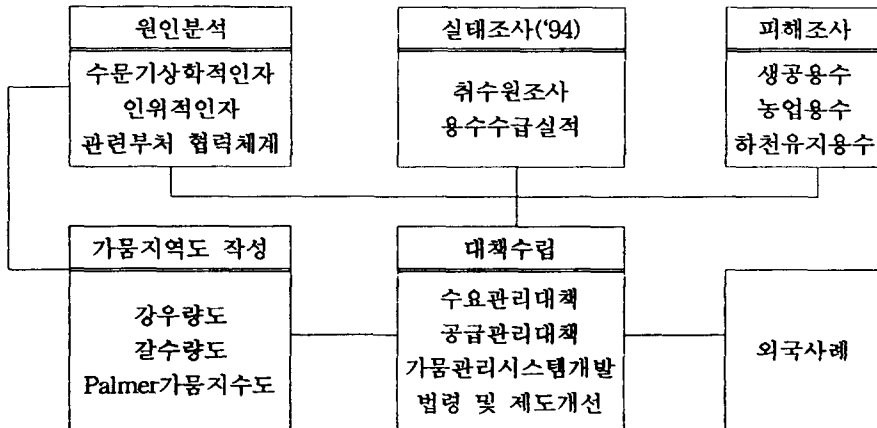 원인분석
수문기상학적인자
인위적인자
관련부처 협력체계
실태조사('94)
취수원조사
용수수급실적
피해조사
생공용수
농업용수
하천유지용수
가뭄지역도 작성
강우량도
갈수량도
Palmer가뭄지수도
대책수립
수요관리대책
공급관리대책
가뭄관리시스템개발
법령 및 제도개선
외국사례